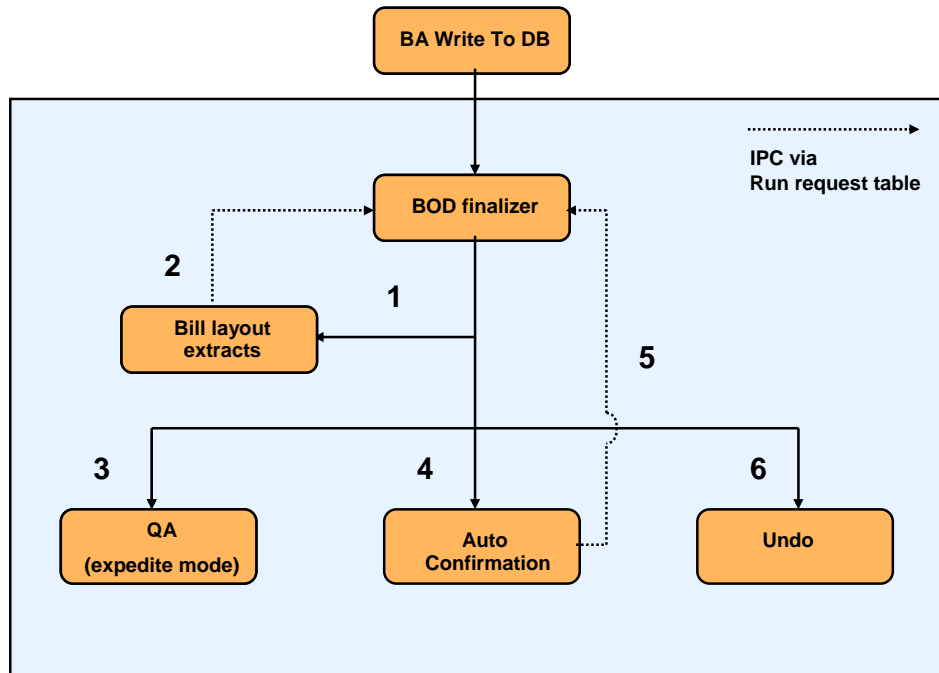 BA Write To DB
IPC via
Run request table
BOD finalizer
2
1
Bill layout
extracts
5
3
4
6
QA
(expedite mode)
Auto
Confirmation
Undo